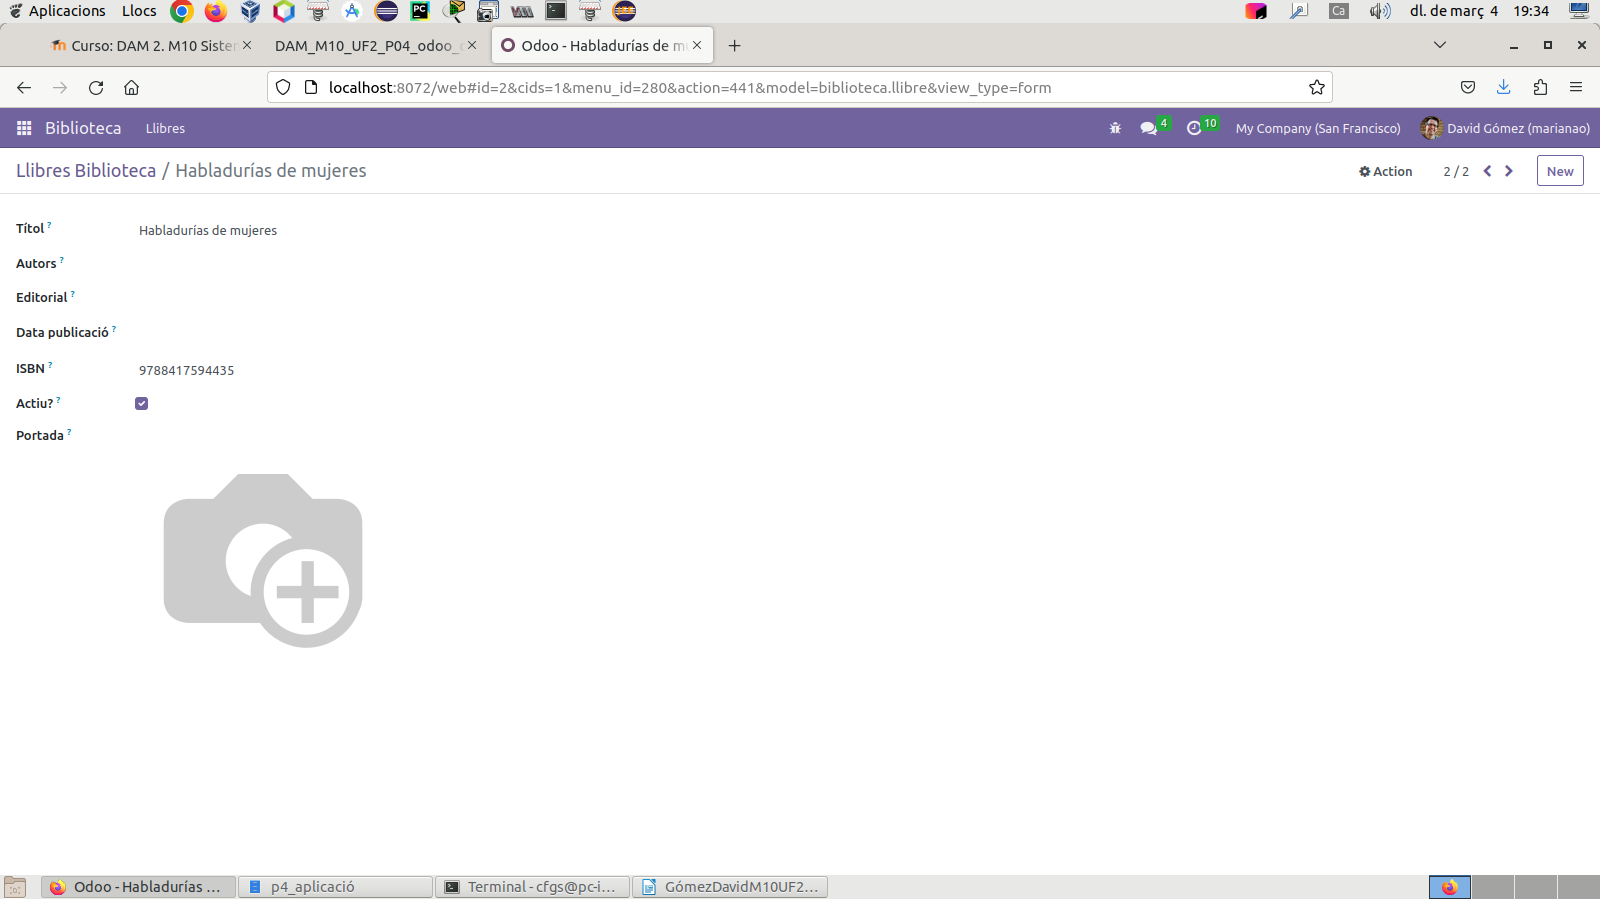 Aplicacions Llocs Ca dl. de març 4 19:34
Curso: DAM 2. M10 Sister DAM_M10_UF2_P04_odoo_ Odoo - Habladurías de m
localhost:8072/web#id=2&cids=1&menu_id=280&action=441&model=biblioteca.llibre&view_type=form
Biblioteca Llibres 4 10 My Company (San Francisco) David Gómez (marianao)
Llibres Biblioteca / Habladurías de mujeres Action 2 / 2 New
Títol ? Habladurías de mujeres
Autors ?
Editorial ?
Data publicació ?
ISBN ? 9788417594435
Actiu? ?
Portada ?
Odoo - Habladurías ... p4_aplicació Terminal - cfgs@pc-i... GómezDavidM10UF2...